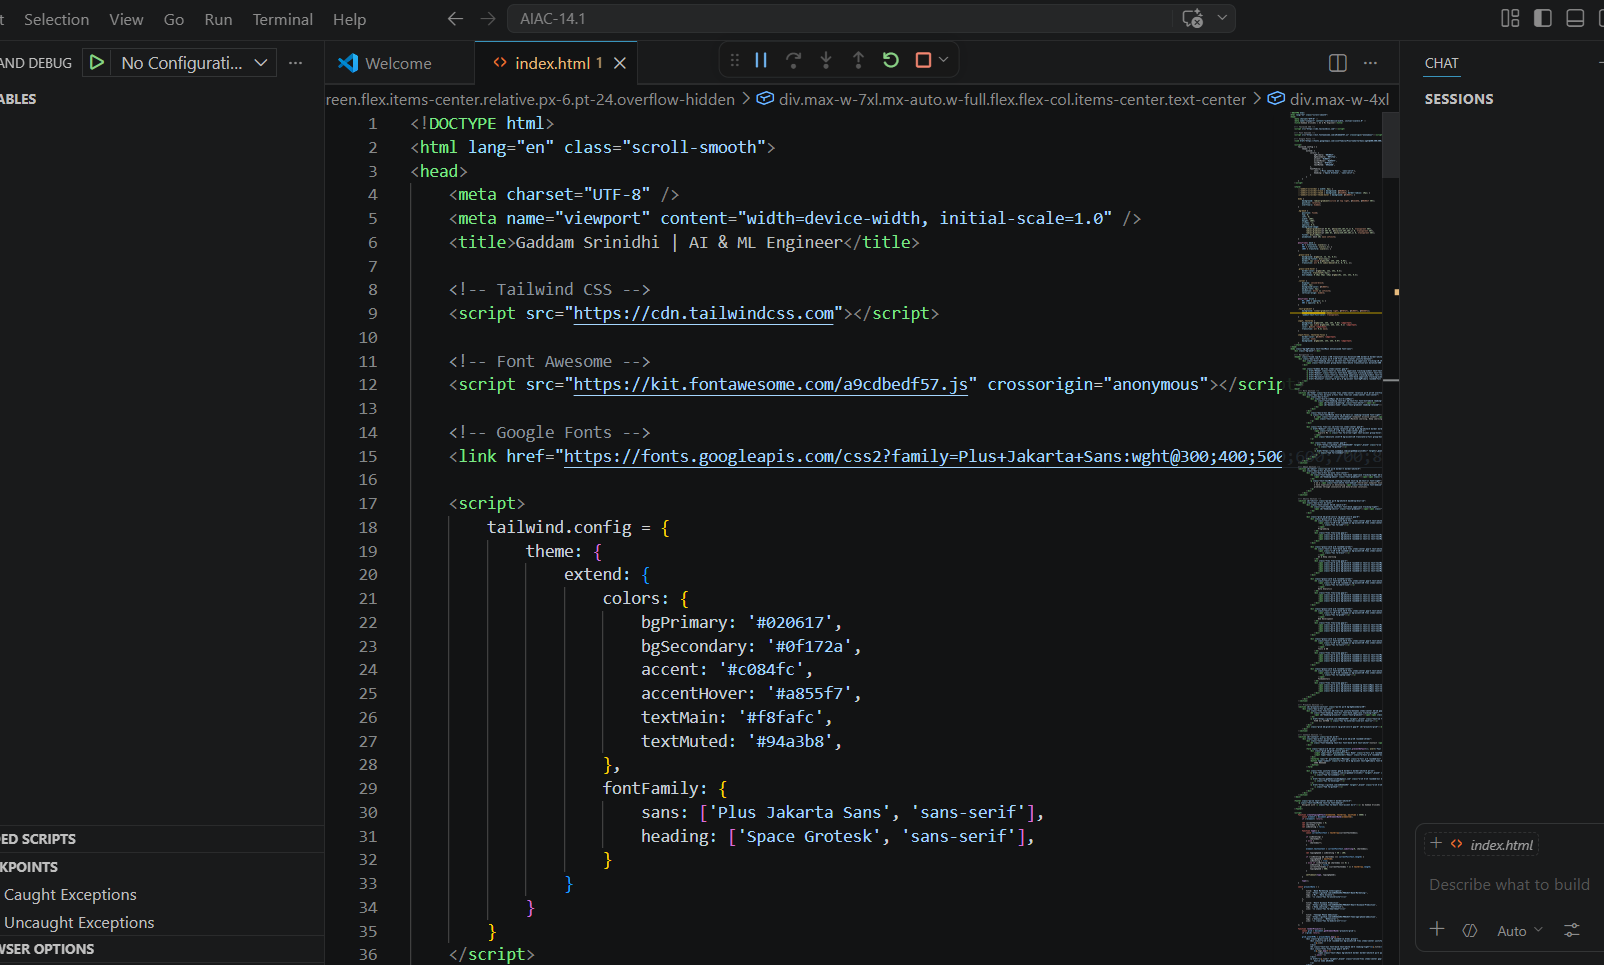 t Selection View Go Run Terminal Help AIAC-14.1
AND DEBUG No Configurati... ...
Welcome index.html 1
CHAT
ABLES
reen.flex.items-center.relative.px-6.pt-24.overflow-hidden > div.max-w-7xl.mx-auto.w-full.flex.flex-col.items-center.text-center > div.max-w-4xl
SESSIONS
1 <!DOCTYPE html>
2 <html lang="en" class="scroll-smooth">
3 <head>
4 <meta charset="UTF-8" />
5 <meta name="viewport" content="width=device-width, initial-scale=1.0" />
6 <title>Gaddam Srinidhi | AI & ML Engineer</title>
7
8 <!-- Tailwind CSS -->
9 <script src="https://cdn.tailwindcss.com"></script>
10
11 <!-- Font Awesome -->
12 <script src="https://kit.fontawesome.com/a9cdbedf57.js" crossorigin="anonymous"></scrip
13
14 <!-- Google Fonts -->
15 <link href="https://fonts.googleapis.com/css2?family=Plus+Jakarta+Sans:wght@300;400;500
16
17 <script>
18 tailwind.config = {
19 theme: {
20 extend: {
21 colors: {
22 bgPrimary: '#020617',
23 bgSecondary: '#0f172a',
24 accent: '#c084fc',
25 accentHover: '#a855f7',
26 textMain: '#f8fafc',
27 textMuted: '#94a3b8',
28 },
29 fontFamily: {
30 sans: ['Plus Jakarta Sans', 'sans-serif'],
31 heading: ['Space Grotesk', 'sans-serif'],
32 }
33 }
34 }
35 }
36 </script>
DED SCRIPTS
KPOINTS
Caught Exceptions
Uncaught Exceptions
WSER OPTIONS
+ index.html
Describe what to build
Auto